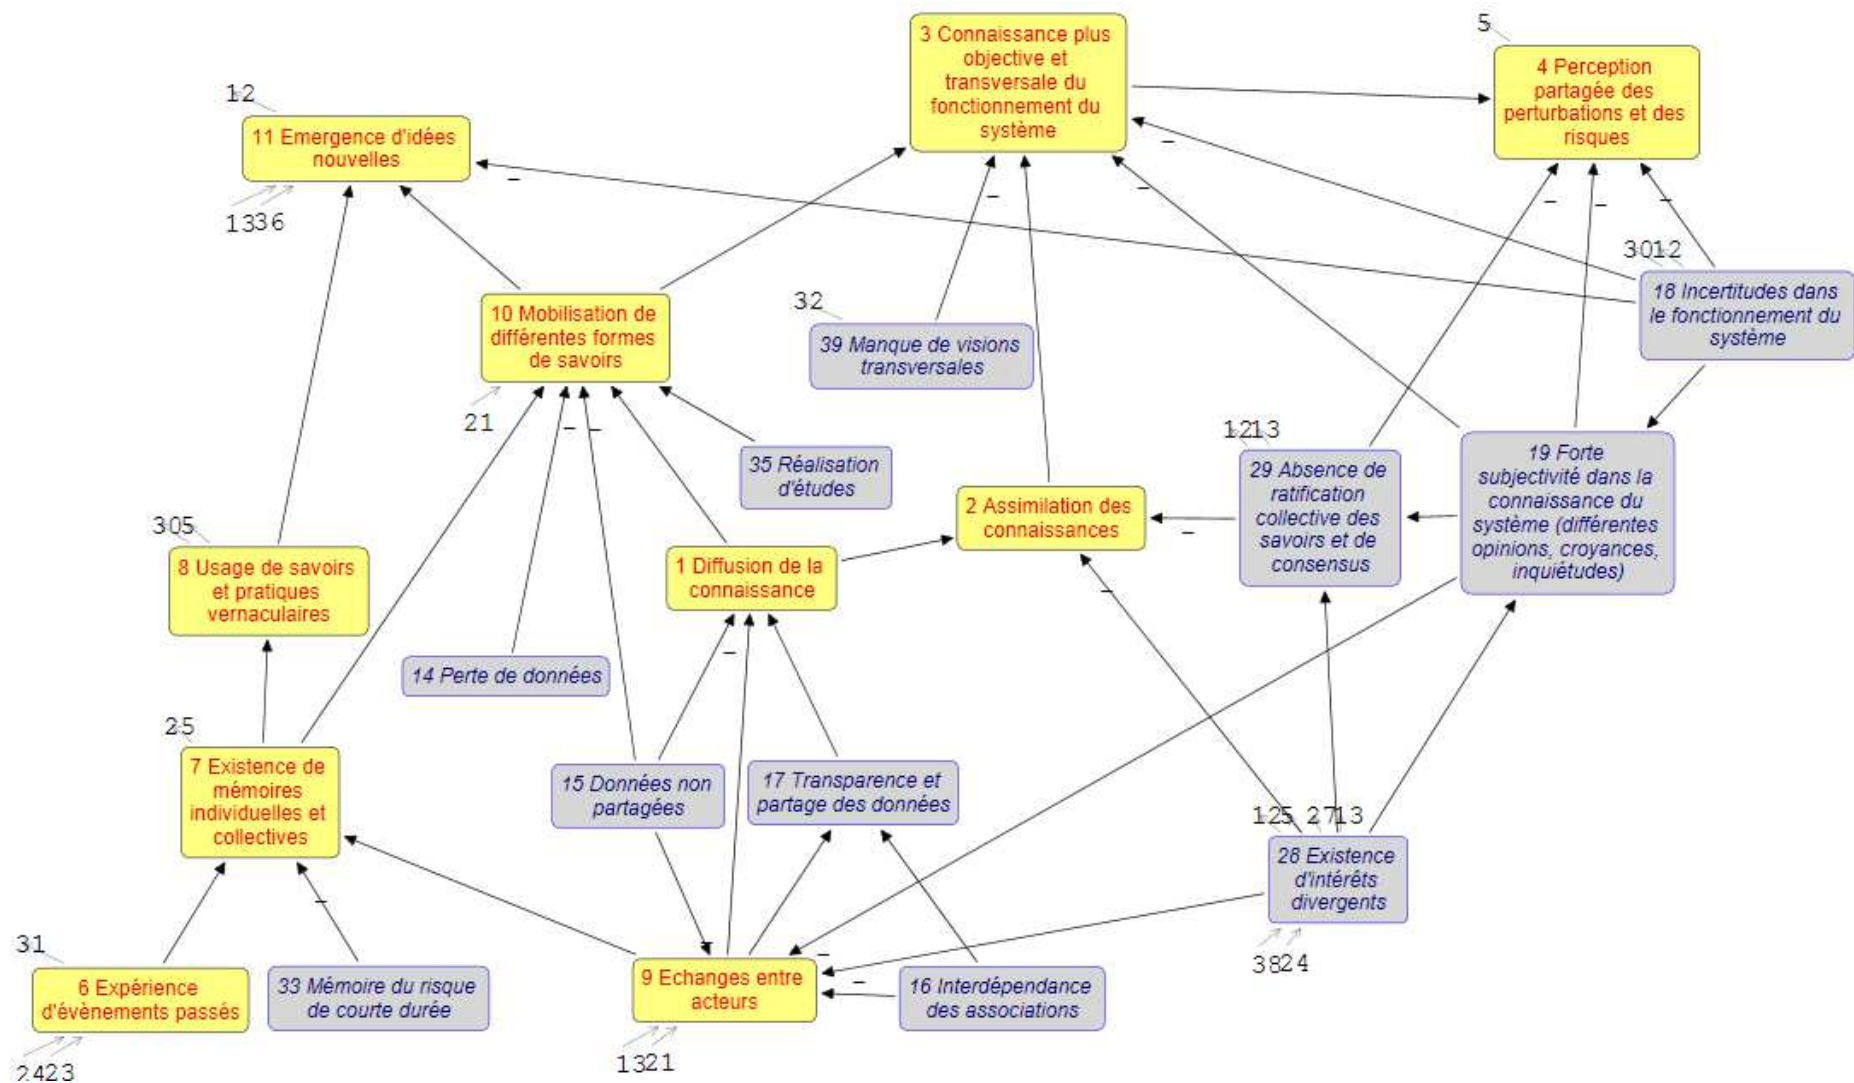 3 Connaissance plus
objective et
transversale du
fonctionnement du
système
5
4 Perception
partagée des
perturbations et des
risques
12
11 Emergence d'idées
nouvelles
1336
3012
18 Incertitudes dans
le fonctionnement du
système
10 Mobilisation de
différentes formes
de savoirs
21
32
39 Manque de visions
transversales
35 Réalisation
d'études
1213
29 Absence de
ratification
collective des
savoirs et de
consensus
19 Forte
subjectivité dans la
connaissance du
système (différentes
opinions, croyances,
inquiétudes)
2 Assimilation des
connaissances
305
8 Usage de savoirs
et pratiques
vernaculaires
1 Diffusion de la
connaissance
14 Perte de données
25
7 Existence de
mémoires
individuelles et
collectives
15 Données non
partagées
17 Transparence et
partage des données
125 2713
28 Existence
d'intérêts
divergents
3824
31
6 Expérience
d'évènements passés
2423
33 Mémoire du risque
de courte durée
9 Echanges entre
acteurs
1321
16 Interdépendance
des associations